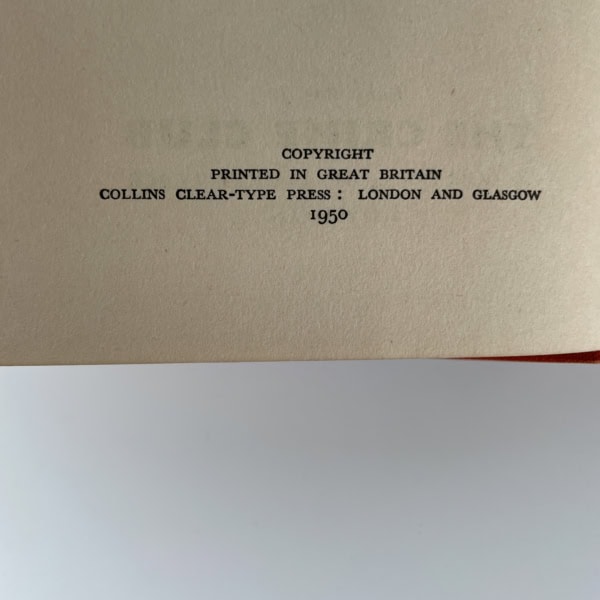 COPYRIGHT
PRINTED IN GREAT BRITAIN
COLLINS CLEAR-TYPE PRESS : LONDON AND GLASGOW
1950